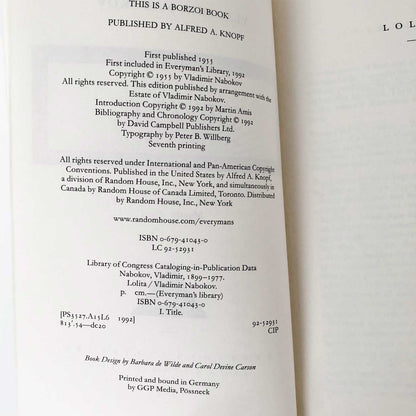 THIS IS A BORZOI BOOK
PUBLISHED BY ALFRED A. KNOPF
First published 1955
First included in Everyman's Library, 1992
Copyright © 1955 by Vladimir Nabokov.
All rights reserved. This edition published by arrangement with the
Estate of Vladimir Nabokov.
Introduction Copyright © 1992 by Martin Amis
Bibliography and Chronology Copyright © 1992
by David Campbell Publishers Ltd.
Typography by Peter B. Willberg
Seventh printing
All rights reserved under International and Pan-American Copyright
Conventions. Published in the United States by Alfred A. Knopf,
a division of Random House, Inc., New York, and simultaneously in
Canada by Random House of Canada Limited, Toronto. Distributed
by Random House, Inc., New York
www.randomhouse.com/everymans
ISBN 0-679-41043-0
LC 92-52931
Library of Congress Cataloging-in-Publication Data
Nabokov, Vladimir, 1899–1977.
Lolita / Vladimir Nabokov.
p. cm.—(Everyman's library)
ISBN 0-679-41043-0
I. Title.
[PS3527.A15L6 1992] 92-52931
813'.54—dc20 CIP
Book Design by Barbara de Wilde and Carol Devine Carson
Printed and bound in Germany
by GGP Media, Pössneck
LOL